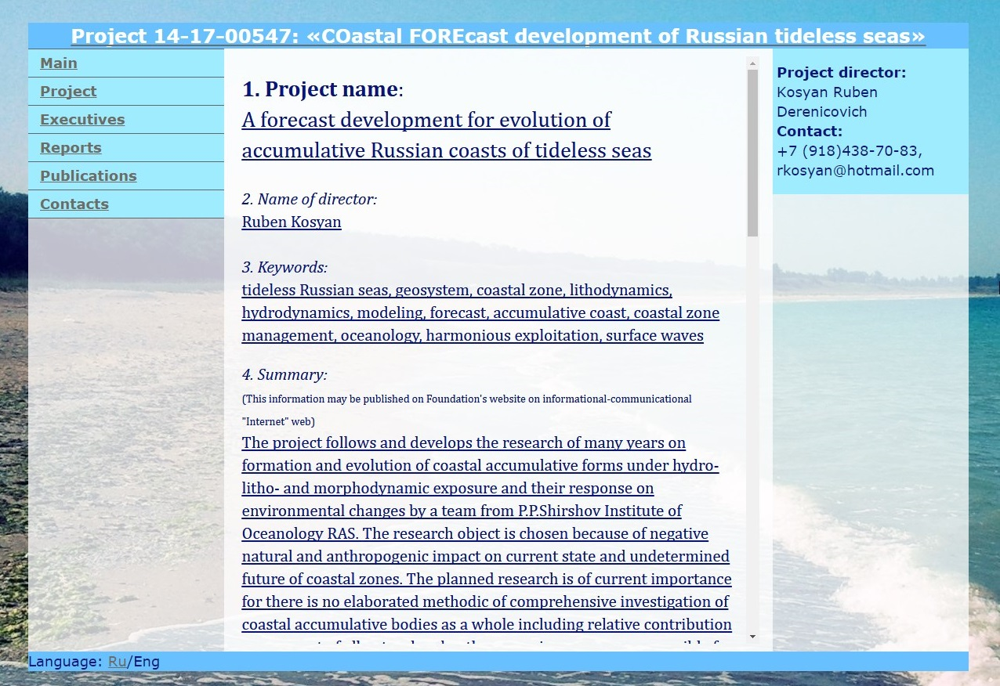 Project 14-17-00547: «COastal FOREcast development of Russian tideless seas»
Main
Project
Executives
Reports
Publications
Contacts
1. Project name:
A forecast development for evolution of
accumulative Russian coasts of tideless seas
2. Name of director:
Ruben Kosyan
3. Keywords:
tideless Russian seas, geosystem, coastal zone, lithodynamics,
hydrodynamics, modeling, forecast, accumulative coast, coastal zone
management, oceanology, harmonious exploitation, surface waves
4. Summary:
(This information may be published on Foundation's website on informational-communicational
"Internet" web)
The project follows and develops the research of many years on
formation and evolution of coastal accumulative forms under hydro-
litho- and morphodynamic exposure and their response on
environmental changes by a team from P.P.Shirshov Institute of
Oceanology RAS. The research object is chosen because of negative
natural and anthropogenic impact on current state and undetermined
future of coastal zones. The planned research is of current importance
for there is no elaborated methodic of comprehensive investigation of
coastal accumulative bodies as a whole including relative contribution
Project director:
Kosyan Ruben
Derenicovich
Contact:
+7 (918)438-70-83,
rkosyan@hotmail.com
Language: Ru/Eng